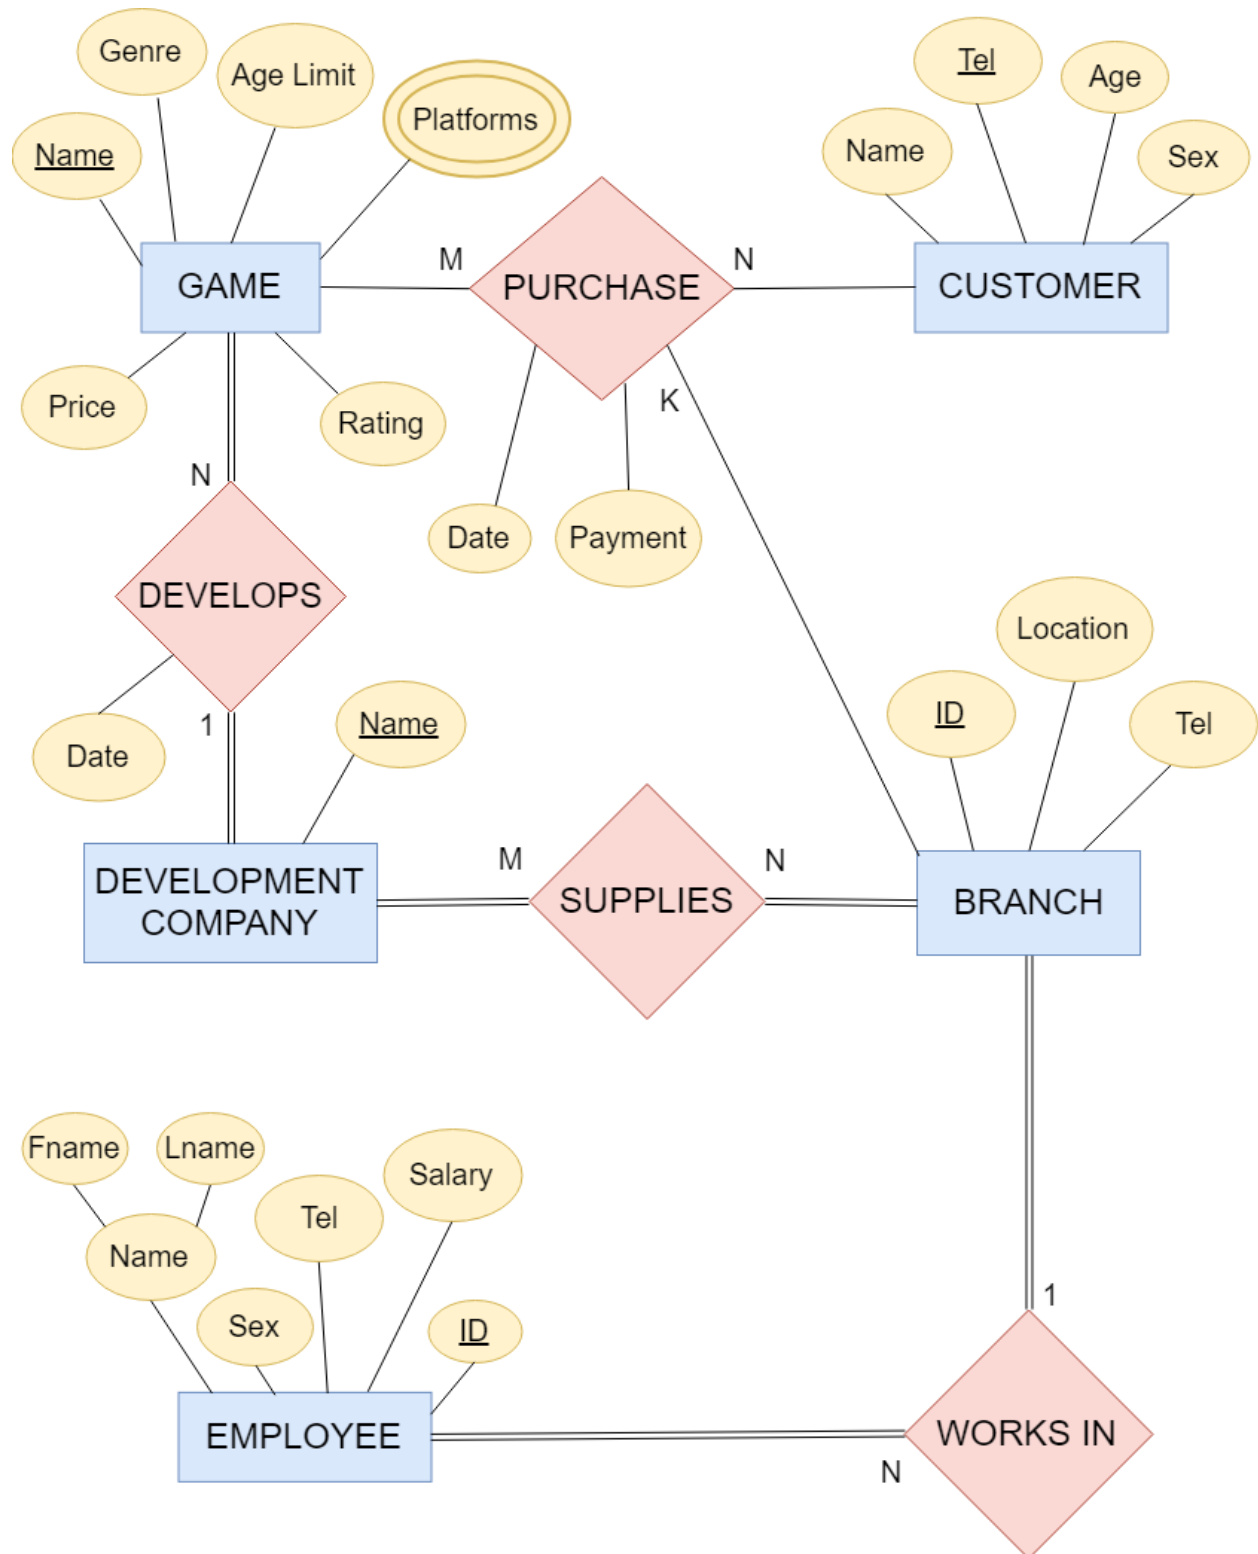 Genre
Age Limit
Platforms
Name
Tel
Age
Name
Sex
GAME
M
PURCHASE
N
CUSTOMER
Price
Rating
K
N
Date
Payment
DEVELOPS
Location
ID
Tel
1
Name
Date
DEVELOPMENT
COMPANY
M
SUPPLIES
N
BRANCH
Fname
Lname
Salary
Tel
Name
Sex
ID
1
EMPLOYEE
N
WORKS IN